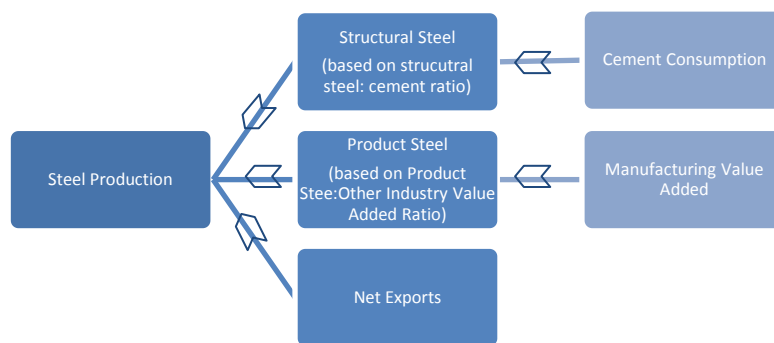 Structural Steel
(based on strucutral
steel: cement ratio)
Cement Consumption
Steel Production
Product Steel
(based on Product
Stee:Other Industry Value
Added Ratio)
Manufacturing Value
Added
Net Exports